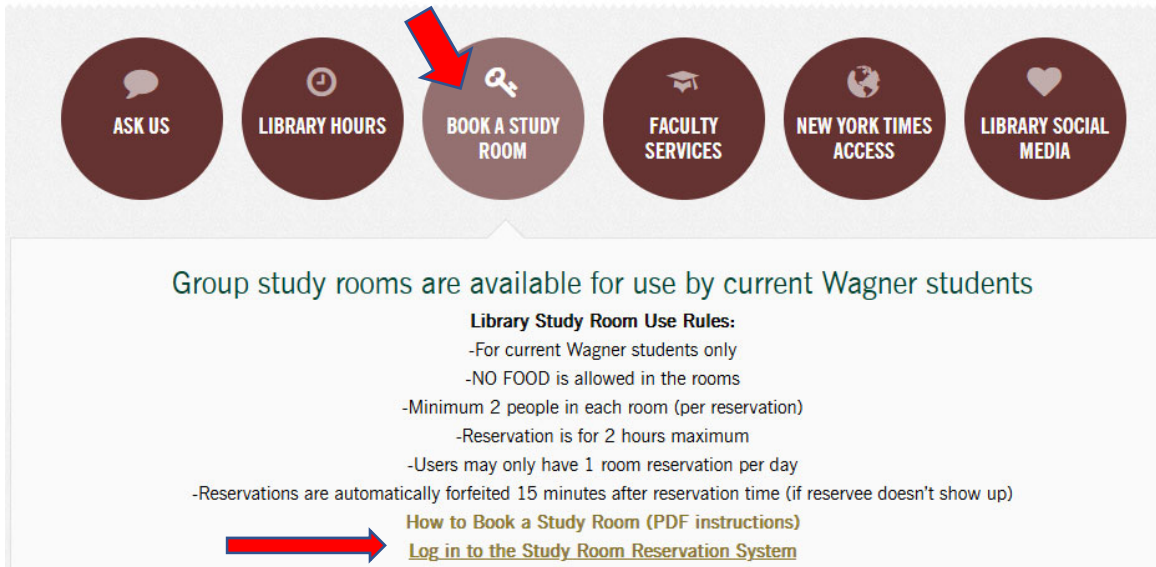 ASK US
LIBRARY HOURS
BOOK A STUDY
ROOM
FACULTY
SERVICES
NEW YORK TIMES
ACCESS
LIBRARY SOCIAL
MEDIA
Group study rooms are available for use by current Wagner students
Library Study Room Use Rules:
-For current Wagner students only
-NO FOOD is allowed in the rooms
-Minimum 2 people in each room (per reservation)
-Reservation is for 2 hours maximum
-Users may only have 1 room reservation per day
-Reservations are automatically forfeited 15 minutes after reservation time (if reservee doesn't show up)
How to Book a Study Room (PDF instructions)
Log in to the Study Room Reservation System